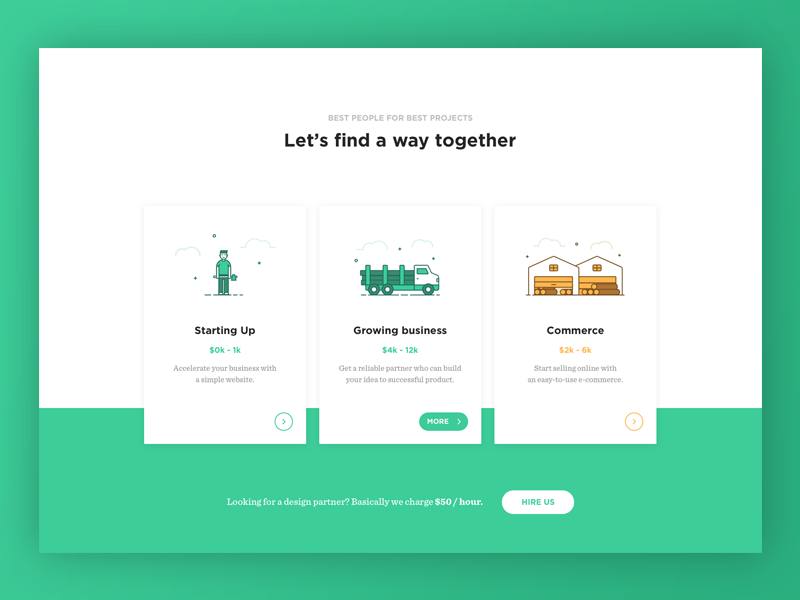 BEST PEOPLE FOR BEST PROJECTS
Let’s find a way together
Starting Up
$0k - 1k
Accelerate your business with
a simple website.
Growing business
$4k - 12k
Get a reliable partner who can build
your idea to successful product.
MORE
Commerce
$2k - 6k
Start selling online with
an easy-to-use e-commerce.
Looking for a design partner? Basically we charge $50 / hour.
HIRE US